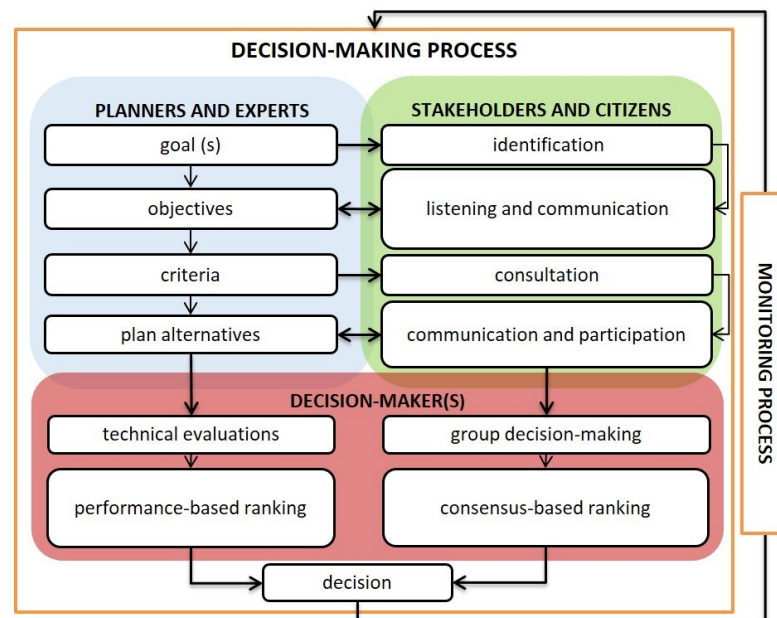 DECISION-MAKING PROCESS
PLANNERS AND EXPERTS
STAKEHOLDERS AND CITIZENS
goal (s)
identification
objectives
listening and communication
criteria
consultation
plan alternatives
communication and participation
DECISION-MAKER(S)
technical evaluations
group decision-making
performance-based ranking
consensus-based ranking
decision
MONITORING PROCESS